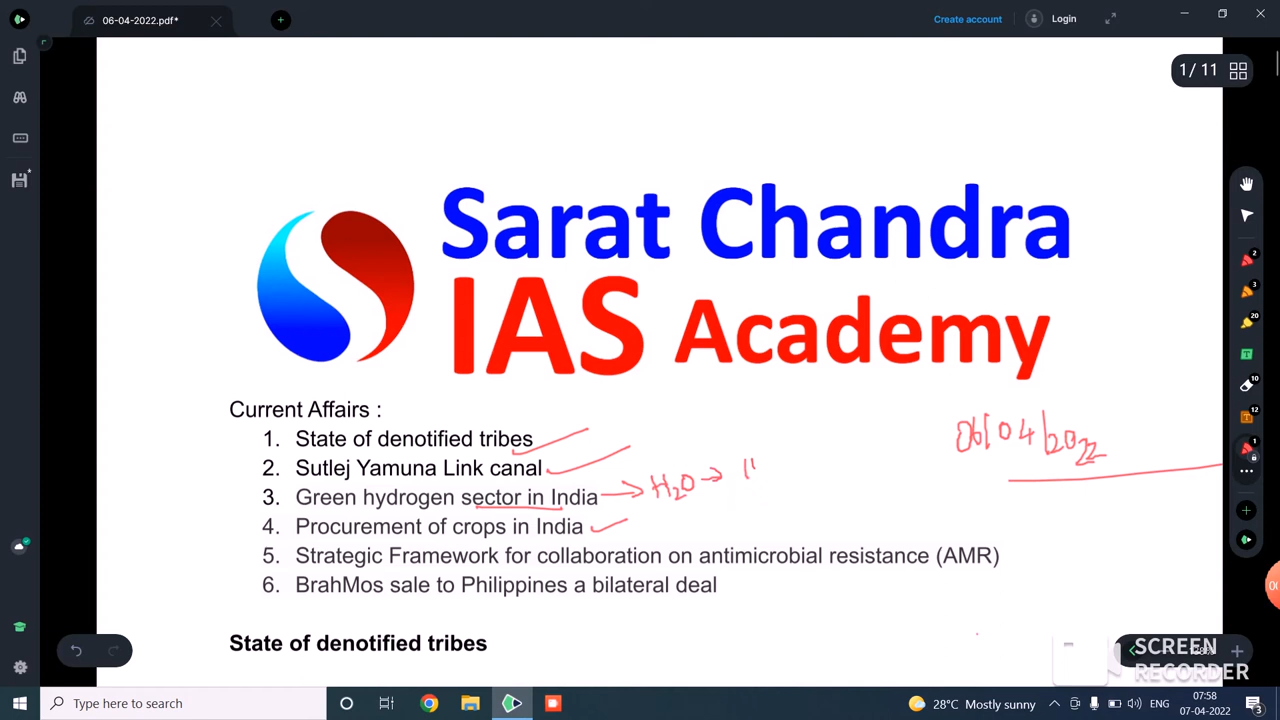 06-04-2022.pdf*
Create account
Login
1 / 11
Sarat Chandra
IAS Academy
Current Affairs :
06/04/2022
1. State of denotified tribes
2. Sutlej Yamuna Link canal
3. Green hydrogen sector in India → H2O →
4. Procurement of crops in India
5. Strategic Framework for collaboration on antimicrobial resistance (AMR)
6. BrahMos sale to Philippines a bilateral deal
State of denotified tribes
SCREEN
RECORDER
Type here to search
28°C Mostly sunny
07:58
07-04-2022